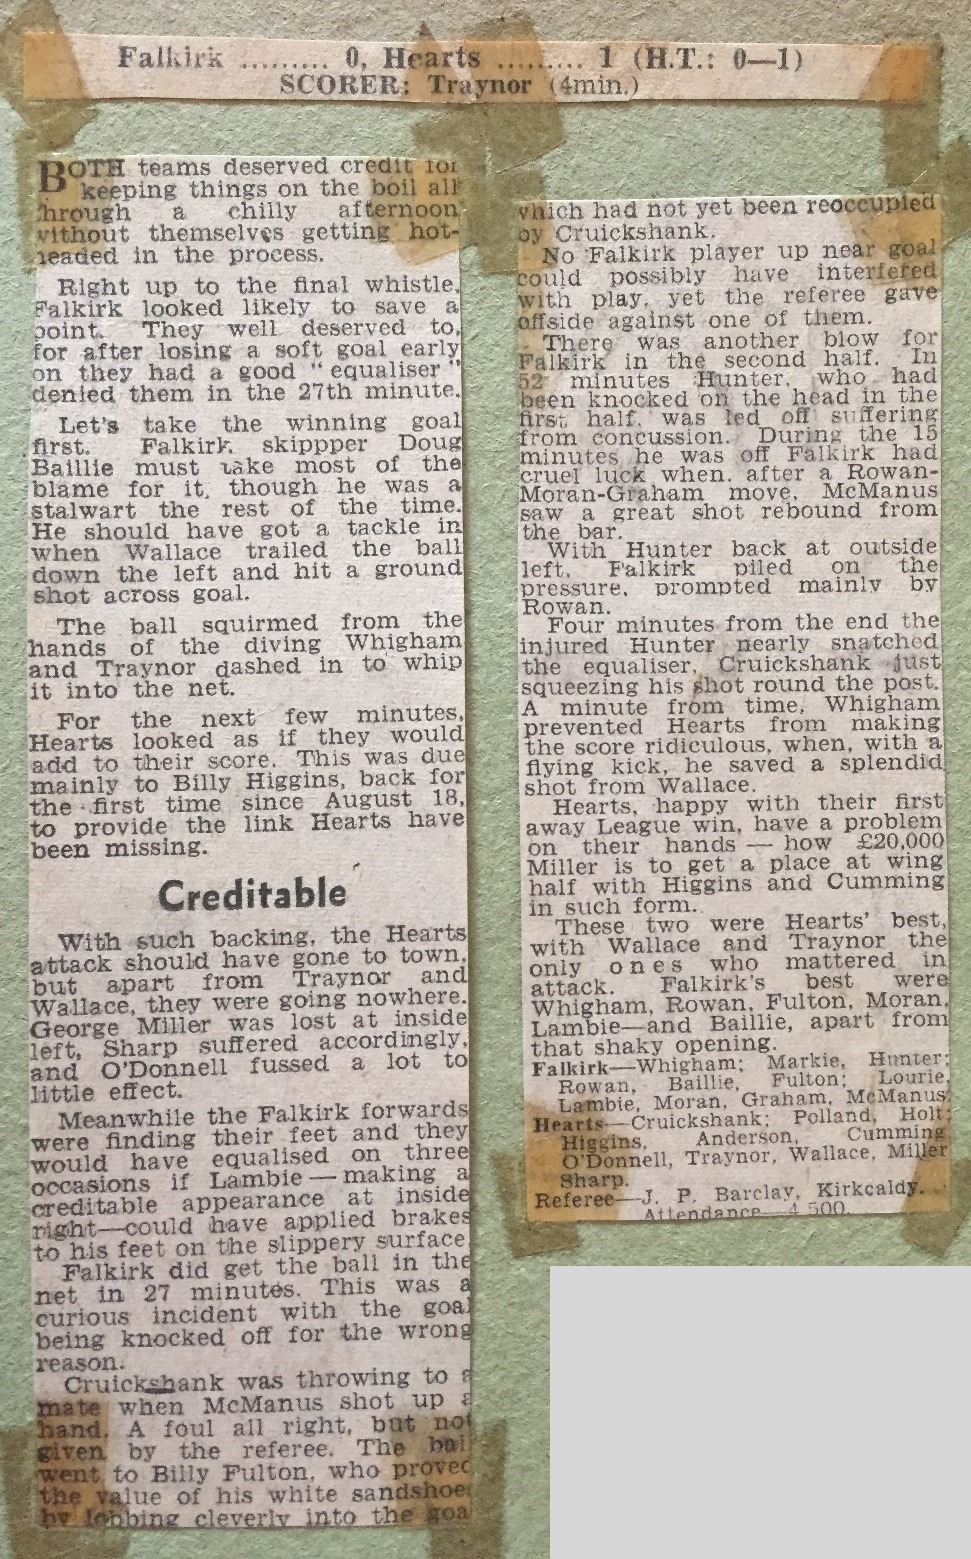 Falkirk ......... 0, Hearts ......... 1 (H.T.: 0—1)
SCORER: Traynor (4min.)
BOTH teams deserved credit for
keeping things on the boil all
hrough a chilly afternoon
vithout themselves getting hot-
headed in the process.
Right up to the final whistle,
Falkirk looked likely to save a
point. They well deserved to,
for after losing a soft goal early
on they had a good "equaliser"
denied them in the 27th minute.
Let's take the winning goal
first. Falkirk skippper Doug
Baillie must take most of the
blame for it, though he was a
stalwart the rest of the time.
He should have got a tackle in
when Wallace trailed the ball
down the left and hit a ground
shot across goal.
The ball squirmed from the
hands of the diving Whigham
and Traynor dashed in to whip
it into the net.
For the next few minutes,
Hearts looked as if they would
add to their score. This was due
mainly to Billy Higgins, back for
the first time since August 18,
to provide the link Hearts have
been missing.
Creditable
With such backing, the Hearts
attack should have gone to town,
but apart from Traynor and
Wallace, they were going nowhere.
George Miller was lost at inside
left, Sharp suffered accordingly,
and O'Donnell fussed a lot to
little effect.
Meanwhile the Falkirk forwards
were finding their feet and they
would have equalised on three
occasions if Lambie — making a
creditable appearance at inside
right—could have applied brakes
to his feet on the slippery surface
Falkirk did get the ball in the
net in 27 minutes. This was a
curious incident with the goal
being knocked off for the wrong
reason.
Cruickshank was throwing to a
mate when McManus shot up a
hand. A foul all right, but not
given by the referee. The bal
went to Billy Fulton, who proved
the value of his white sandshoes
by lobbing cleverly into the goa
which had not yet been reoccupied
by Cruickshank.
No Falkirk player up near goal
could possibly have interfered
with play, yet the referee gave
offside against one of them.
There was another blow for
Falkirk in the second half. In
52 minutes Hunter, who had
been knocked on the head in the
first half, was led off suffering
from concussion. During the 15
minutes he was off Falkirk had
cruel luck when, after a Rowan-
Moran-Graham move, McManus
saw a great shot rebound from
the bar.
With Hunter back at outside
left, Falkirk piled on the
pressure, prompted mainly by
Rowan.
Four minutes from the end the
injured Hunter nearly snatched
the equaliser, Cruickshank just
squeezing his shot round the post.
A minute from time, Whigham
prevented Hearts from making
the score ridiculous, when, with a
flying kick, he saved a splendid
shot from Wallace.
Hearts, happy with their first
away League win, have a problem
on their hands — how £20,000
Miller is to get a place at wing
half with Higgins and Cumming
in such form.
These two were Hearts' best,
with Wallace and Traynor the
only ones who mattered in
attack. Falkirk's best were
Whigham, Rowan, Fulton, Moran,
Lambie—and Baillie, apart from
that shaky opening.
Falkirk—Whigham; Markie, Hunter;
Rowan, Baillie, Fulton; Lourie,
Lambie, Moran, Graham, McManus.
Hearts—Cruickshank; Polland, Holt;
Higgins, Anderson, Cumming
O'Donnell, Traynor, Wallace, Miller
Sharp.
Referee—J. P. Barclay, Kirkcaldy.
Attendance—4,500.